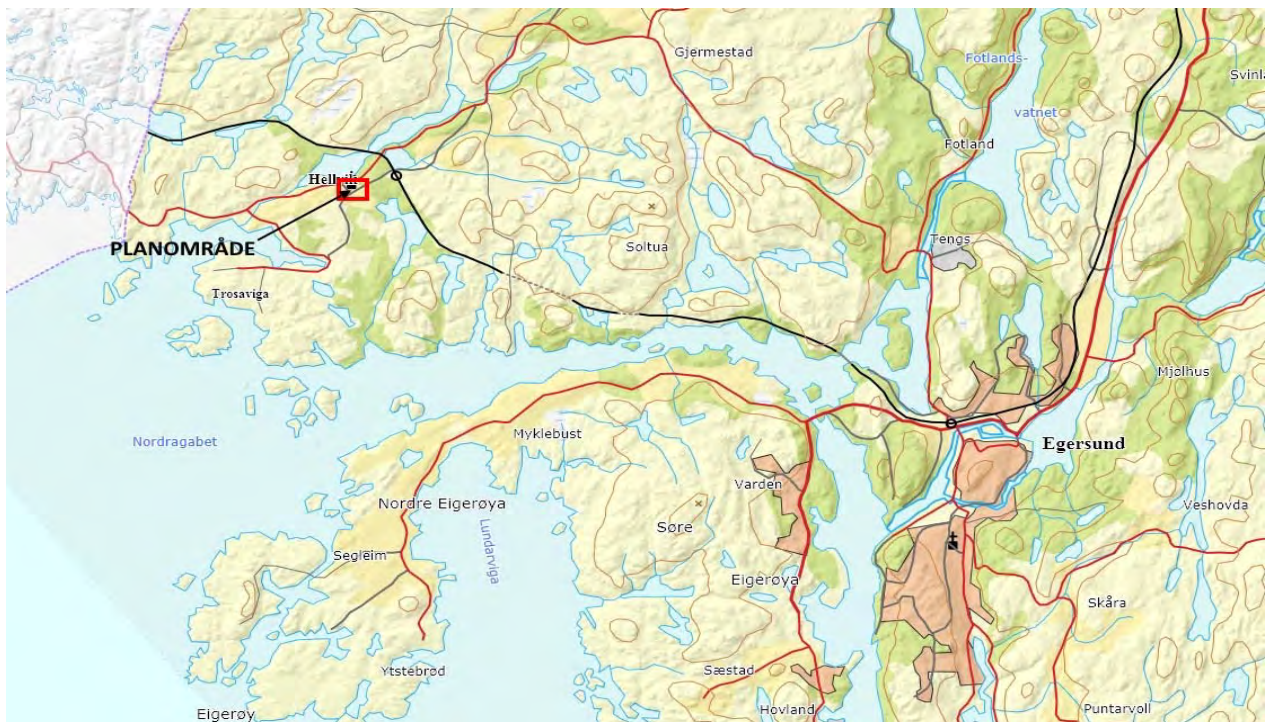 Gjermestad
Fotlands-
vatnet
Svinla
Fotland
Hellvik
PLANOMRÅDE
Soltua
Tengs
Trosaviga
Mjølhus
Nordragabet
Myklebust
Egersund
Varden
Nordre Eigerøya
Søre
Veshovda
Lundarviga
Segleim
Eigerøya
Skåra
Ytstebrød
Sæstad
Eigerøy
Hovland
Puntarvoll